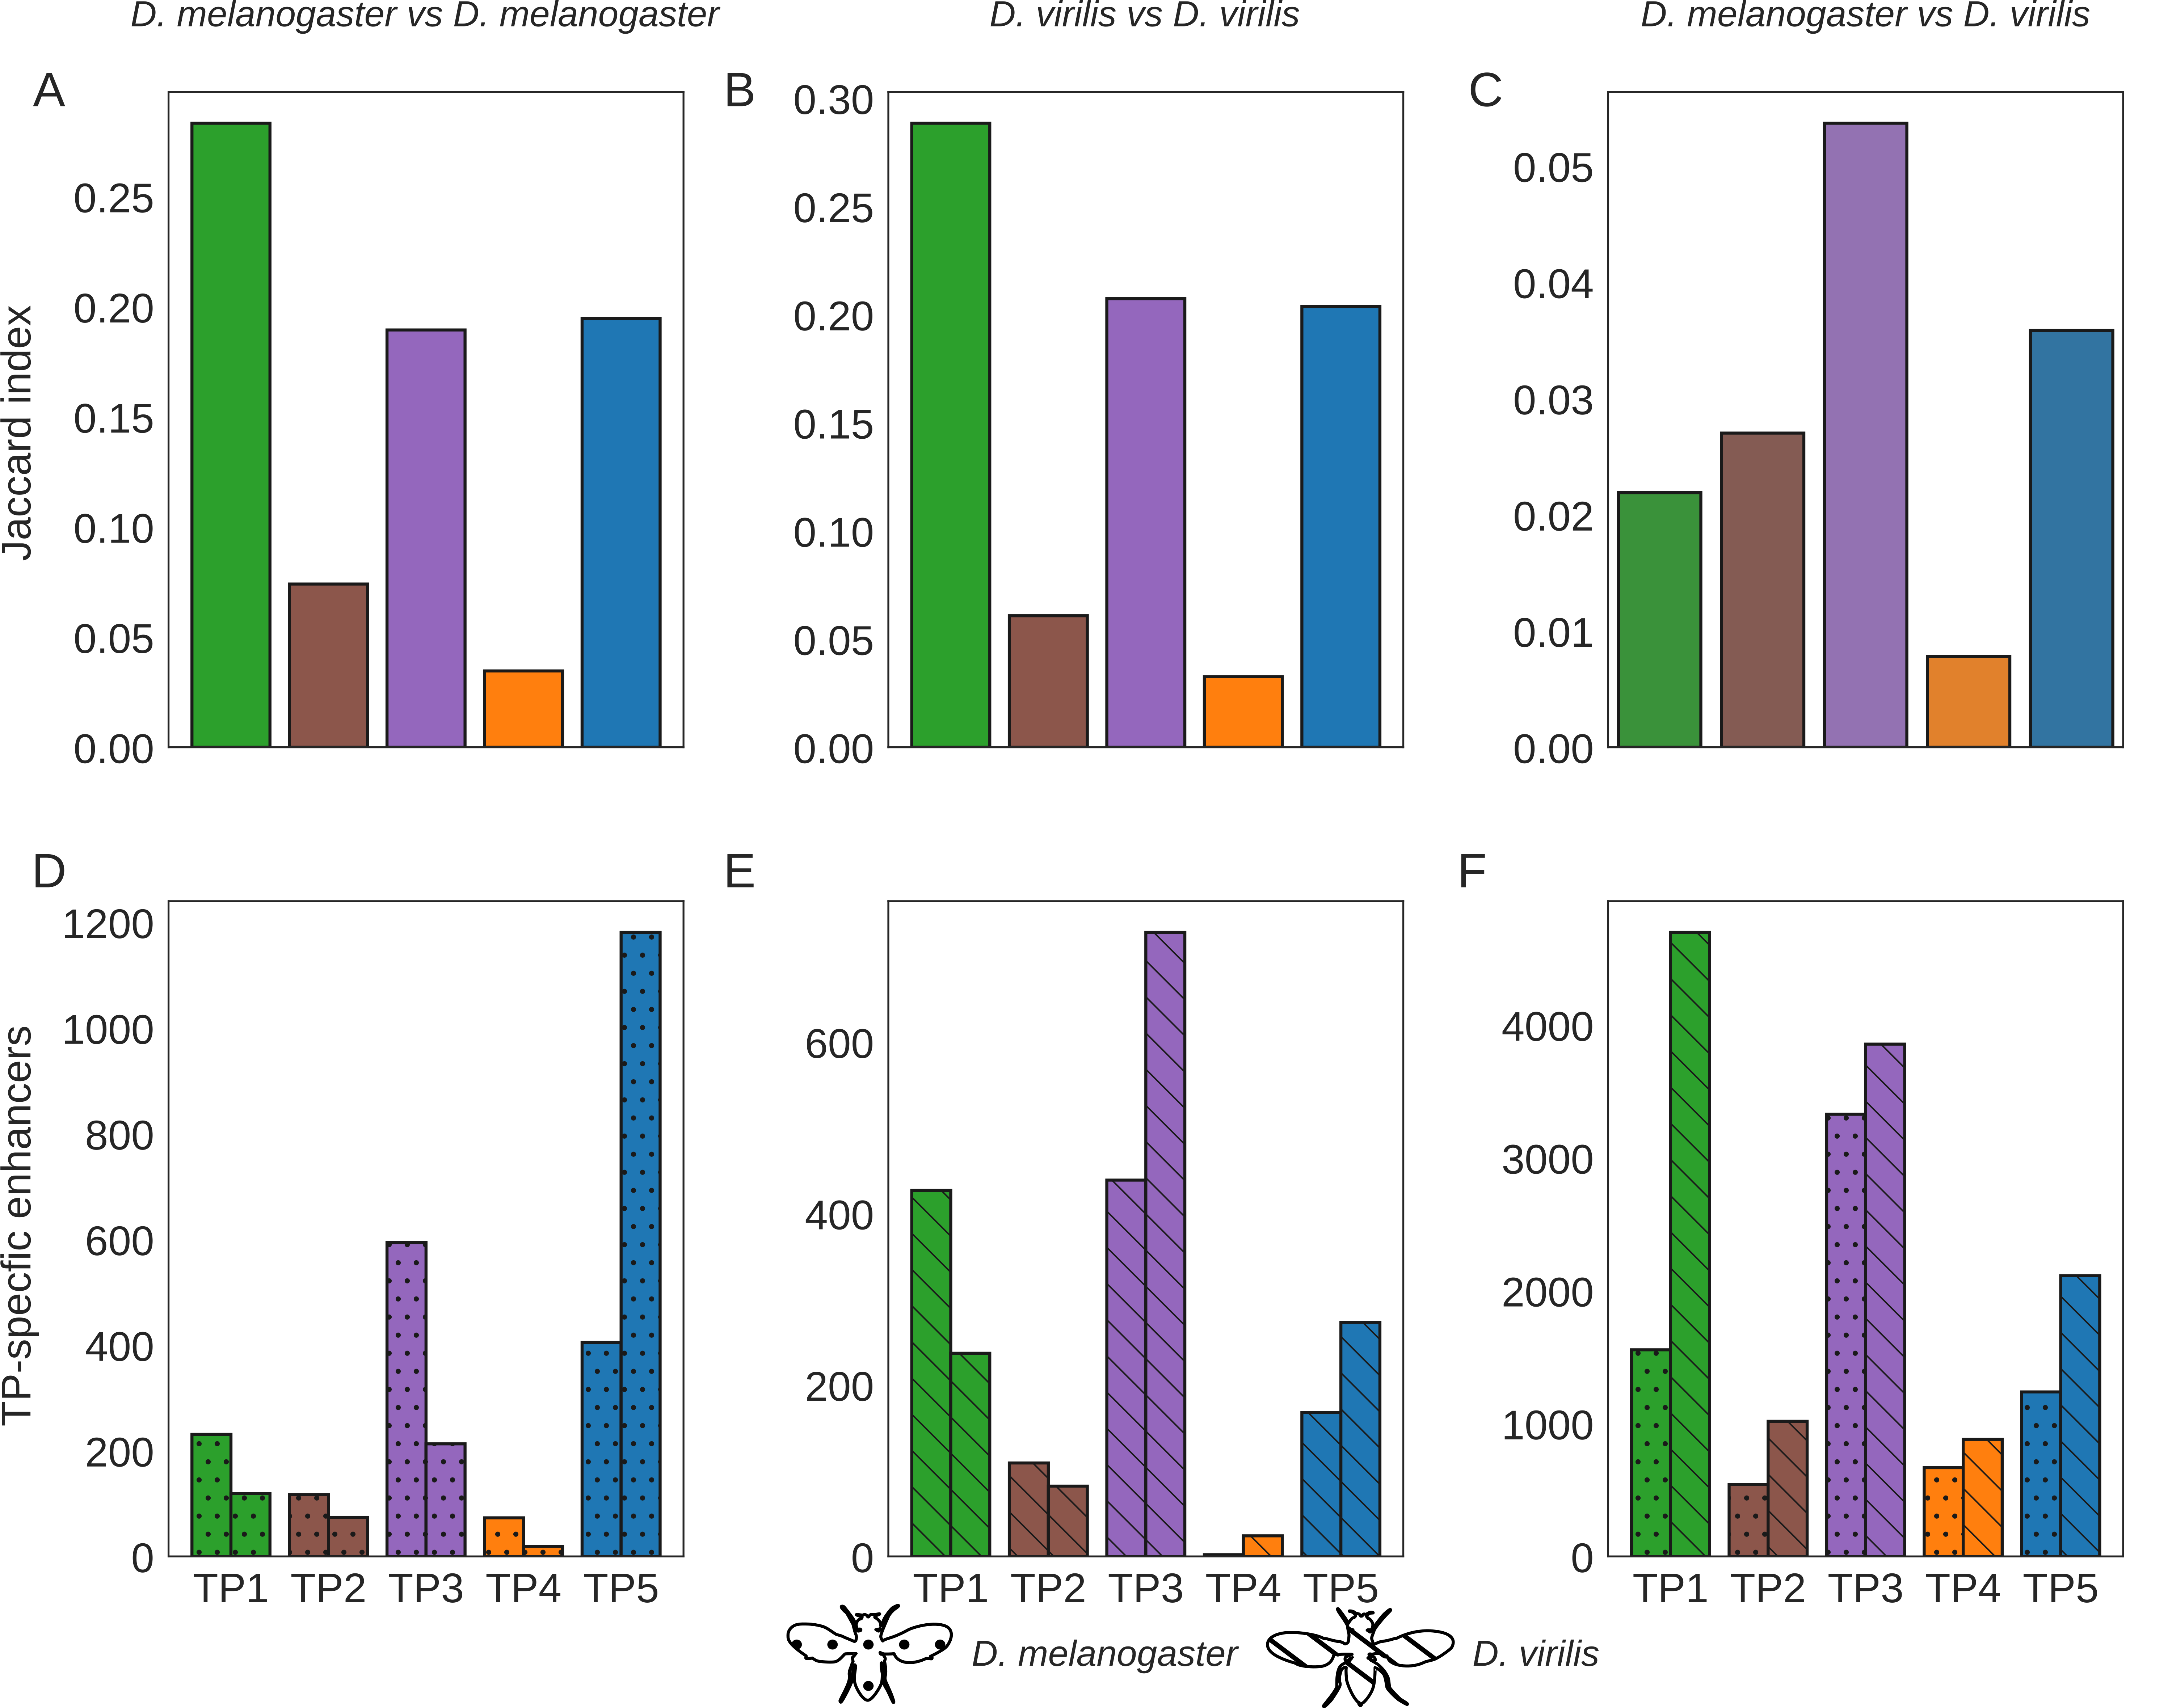 D. melanogaster vs D. melanogaster
D. virilis vs D. virilis
D. melanogaster vs D. virilis
A
B
C
Jaccard index
0.25
0.20
0.15
0.10
0.05
0.00
0.30
0.25
0.20
0.15
0.10
0.05
0.00
0.05
0.04
0.03
0.02
0.01
0.00
D
E
F
TP-specfic enhancers
1200
1000
800
600
400
200
0
600
400
200
0
4000
3000
2000
1000
0
TP1 TP2 TP3 TP4 TP5
TP1 TP2 TP3 TP4 TP5
TP1 TP2 TP3 TP4 TP5
D. melanogaster
D. virilis